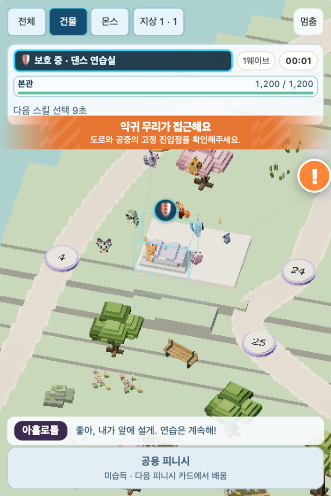 전체
건물
몬스
지상 1 · 1
멈춤
보호 중 · 댄스 연습실
1웨이브
00:01
본관
1,200 / 1,200
다음 스킬 선택 9초
악귀 무리가 접근해요
도로와 공중의 고정 진입점을 확인해주세요.
!
4
24
25
아홀로틀
좋아, 내가 앞에 설게. 연습은 계속해!
공용 피니시
미습득 · 다음 피니시 카드에서 배움